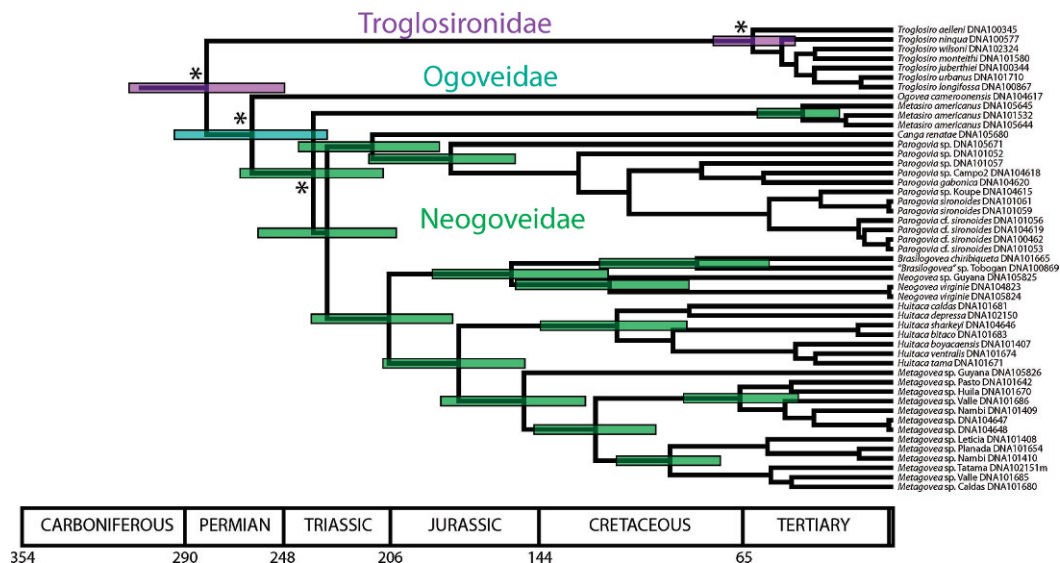 Troglosironidae
*
Troglosiro aelleni DNA100345
Troglosiro ninqua DNA100577
Troglosiro wilsoni DNA102324
Troglosiro monteithi DNA101580
Troglosiro juberthiei DNA100344
Troglosiro urbanus DNA101710
Troglosiro longifossa DNA100867
*
Ogoveidae
Ogovea cameroonensis DNA104617
*
Metasiro americanus DNA105645
Metasiro americanus DNA101532
Metasiro americanus DNA105644
Canga renatae DNA105680
Parogovia sp. DNA105671
Parogovia sp. DNA101052
Parogovia sp. DNA101057
Parogovia sp. Campo2 DNA104618
Parogovia gabonica DNA104620
*
Parogovia sp. Koupe DNA104615
Parogovia sironoides DNA101061
Parogovia sironoides DNA101059
Neogoveidae
Parogovia cf. sironoides DNA101056
Parogovia cf. sironoides DNA104619
Parogovia cf. sironoides DNA100462
Parogovia cf. sironoides DNA101053
Brasilogovea chiribiqueta DNA101665
"Brasilogovea" sp. Tobogan DNA100869
Neogovea sp. Guyana DNA105825
Neogovea virginie DNA104823
Neogovea virginie DNA105824
Huitaca caldas DNA101681
Huitaca depressa DNA102150
Huitaca sharkeyi DNA104646
Huitaca bitaco DNA101683
Huitaca boyacaensis DNA101407
Huitaca ventralis DNA101674
Huitaca tama DNA101671
Metagovea sp. Guyana DNA105826
Metagovea sp. Pasto DNA101642
Metagovea sp. Huila DNA101670
Metagovea sp. Valle DNA101686
Metagovea sp. Nambi DNA101409
Metagovea sp. DNA104647
Metagovea sp. DNA104648
Metagovea sp. Leticia DNA101408
Metagovea sp. Planada DNA101654
Metagovea sp. Nambi DNA101410
Metagovea sp. Tatama DNA102151m
Metagovea sp. Valle DNA101685
Metagovea sp. Caldas DNA101680
CARBONIFEROUS PERMIAN TRIASSIC JURASSIC CRETACEOUS TERTIARY
354 290 248 206 144 65